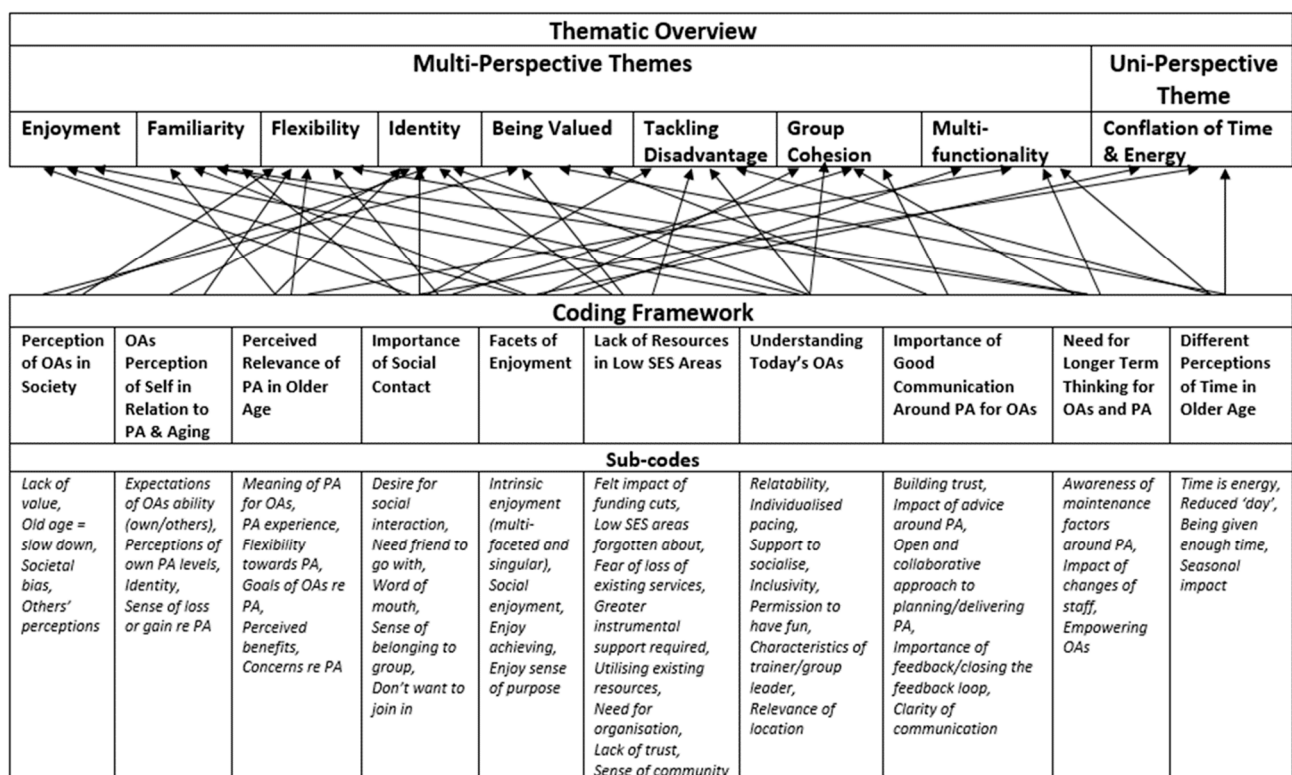 Thematic Overview
Multi-Perspective Themes
Uni-Perspective
Theme
Enjoyment
Familiarity
Flexibility
Identity
Being Valued
Tackling
Disadvantage
Group
Cohesion
Multi-
functionality
Conflation of Time
& Energy
Coding Framework
Perception
of OAs in
Society
OAs
Perception
of Self in
Relation to
PA & Aging
Perceived
Relevance of
PA in Older
Age
Importance
of Social
Contact
Facets of
Enjoyment
Lack of Resources
in Low SES Areas
Understanding
Today's OAs
Importance of
Good
Communication
Around PA for OAs
Need for
Longer Term
Thinking for
OAs and PA
Different
Perceptions
of Time in
Older Age
Sub-codes
Lack of
value,
Old age =
slow down,
Societal
bias,
Others'
perceptions
Expectations
of OAs ability
(own/others),
Perceptions of
own PA levels,
Identity,
Sense of loss
or gain re PA
Meaning of PA
for OAs,
PA experience,
Flexibility
towards PA,
Goals of OAs re
PA,
Perceived
benefits,
Concerns re PA
Desire for
social
interaction,
Need friend to
go with,
Word of
mouth,
Sense of
belonging to
group,
Don't want to
join in
Intrinsic
enjoyment
(multi-
faceted and
singular),
Social
enjoyment,
Enjoy
achieving,
Enjoy sense
of purpose
Felt impact of
funding cuts,
Low SES areas
forgotten about,
Fear of loss of
existing services,
Greater
instrumental
support required,
Utilising existing
resources,
Need for
organisation,
Lack of trust,
Sense of community
Relatability,
Individualised
pacing,
Support to
socialise,
Inclusivity,
Permission to
have fun,
Characteristics of
trainer/group
leader,
Relevance of
location
Building trust,
Impact of advice
around PA,
Open and
collaborative
approach to
planning/delivering
PA,
Importance of
feedback/closing the
feedback loop,
Clarity of
communication
Awareness of
maintenance
factors
around PA,
Impact of
changes of
staff,
Empowering
OAs
Time is energy,
Reduced 'day',
Being given
enough time,
Seasonal
impact